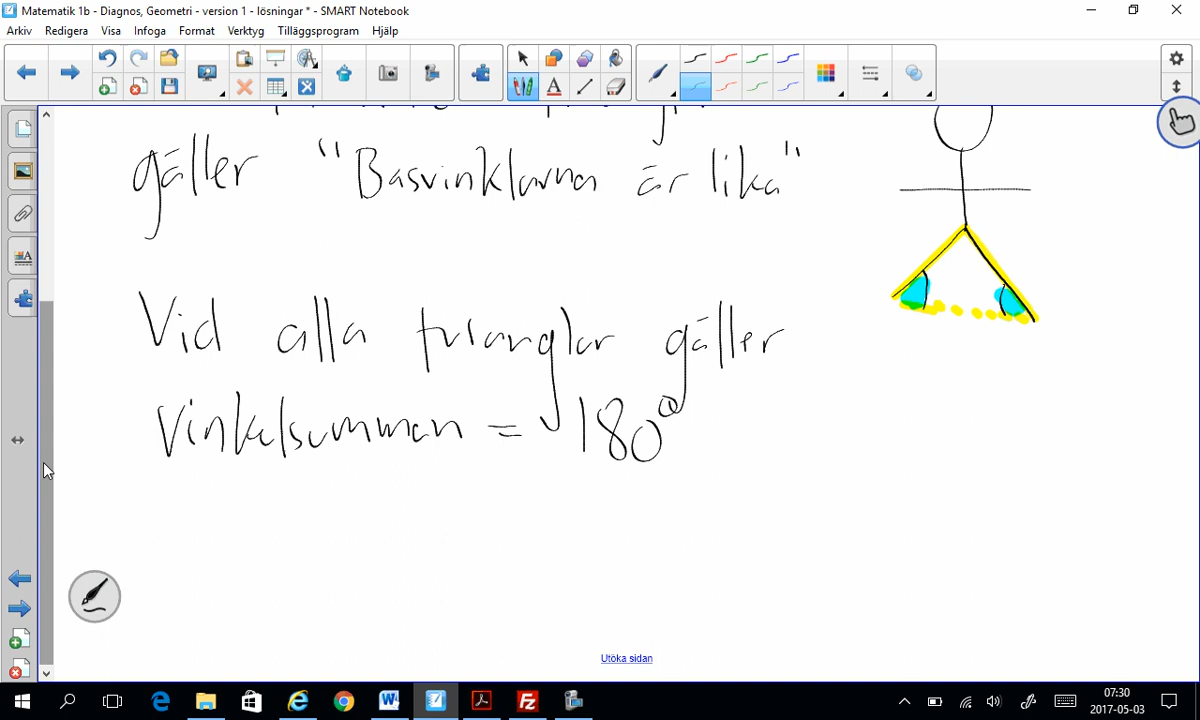 Matematik 1b - Diagnos, Geometri - version 1 - lösningar * - SMART Notebook
Arkiv Redigera Visa Infoga Format Verktyg Tilläggsprogram Hjälp
gäller "Basvinklarna är lika"
Vid alla trianglar gäller
Vinkelsumman = 180°
Utöka sidan
07:30
2017-05-03